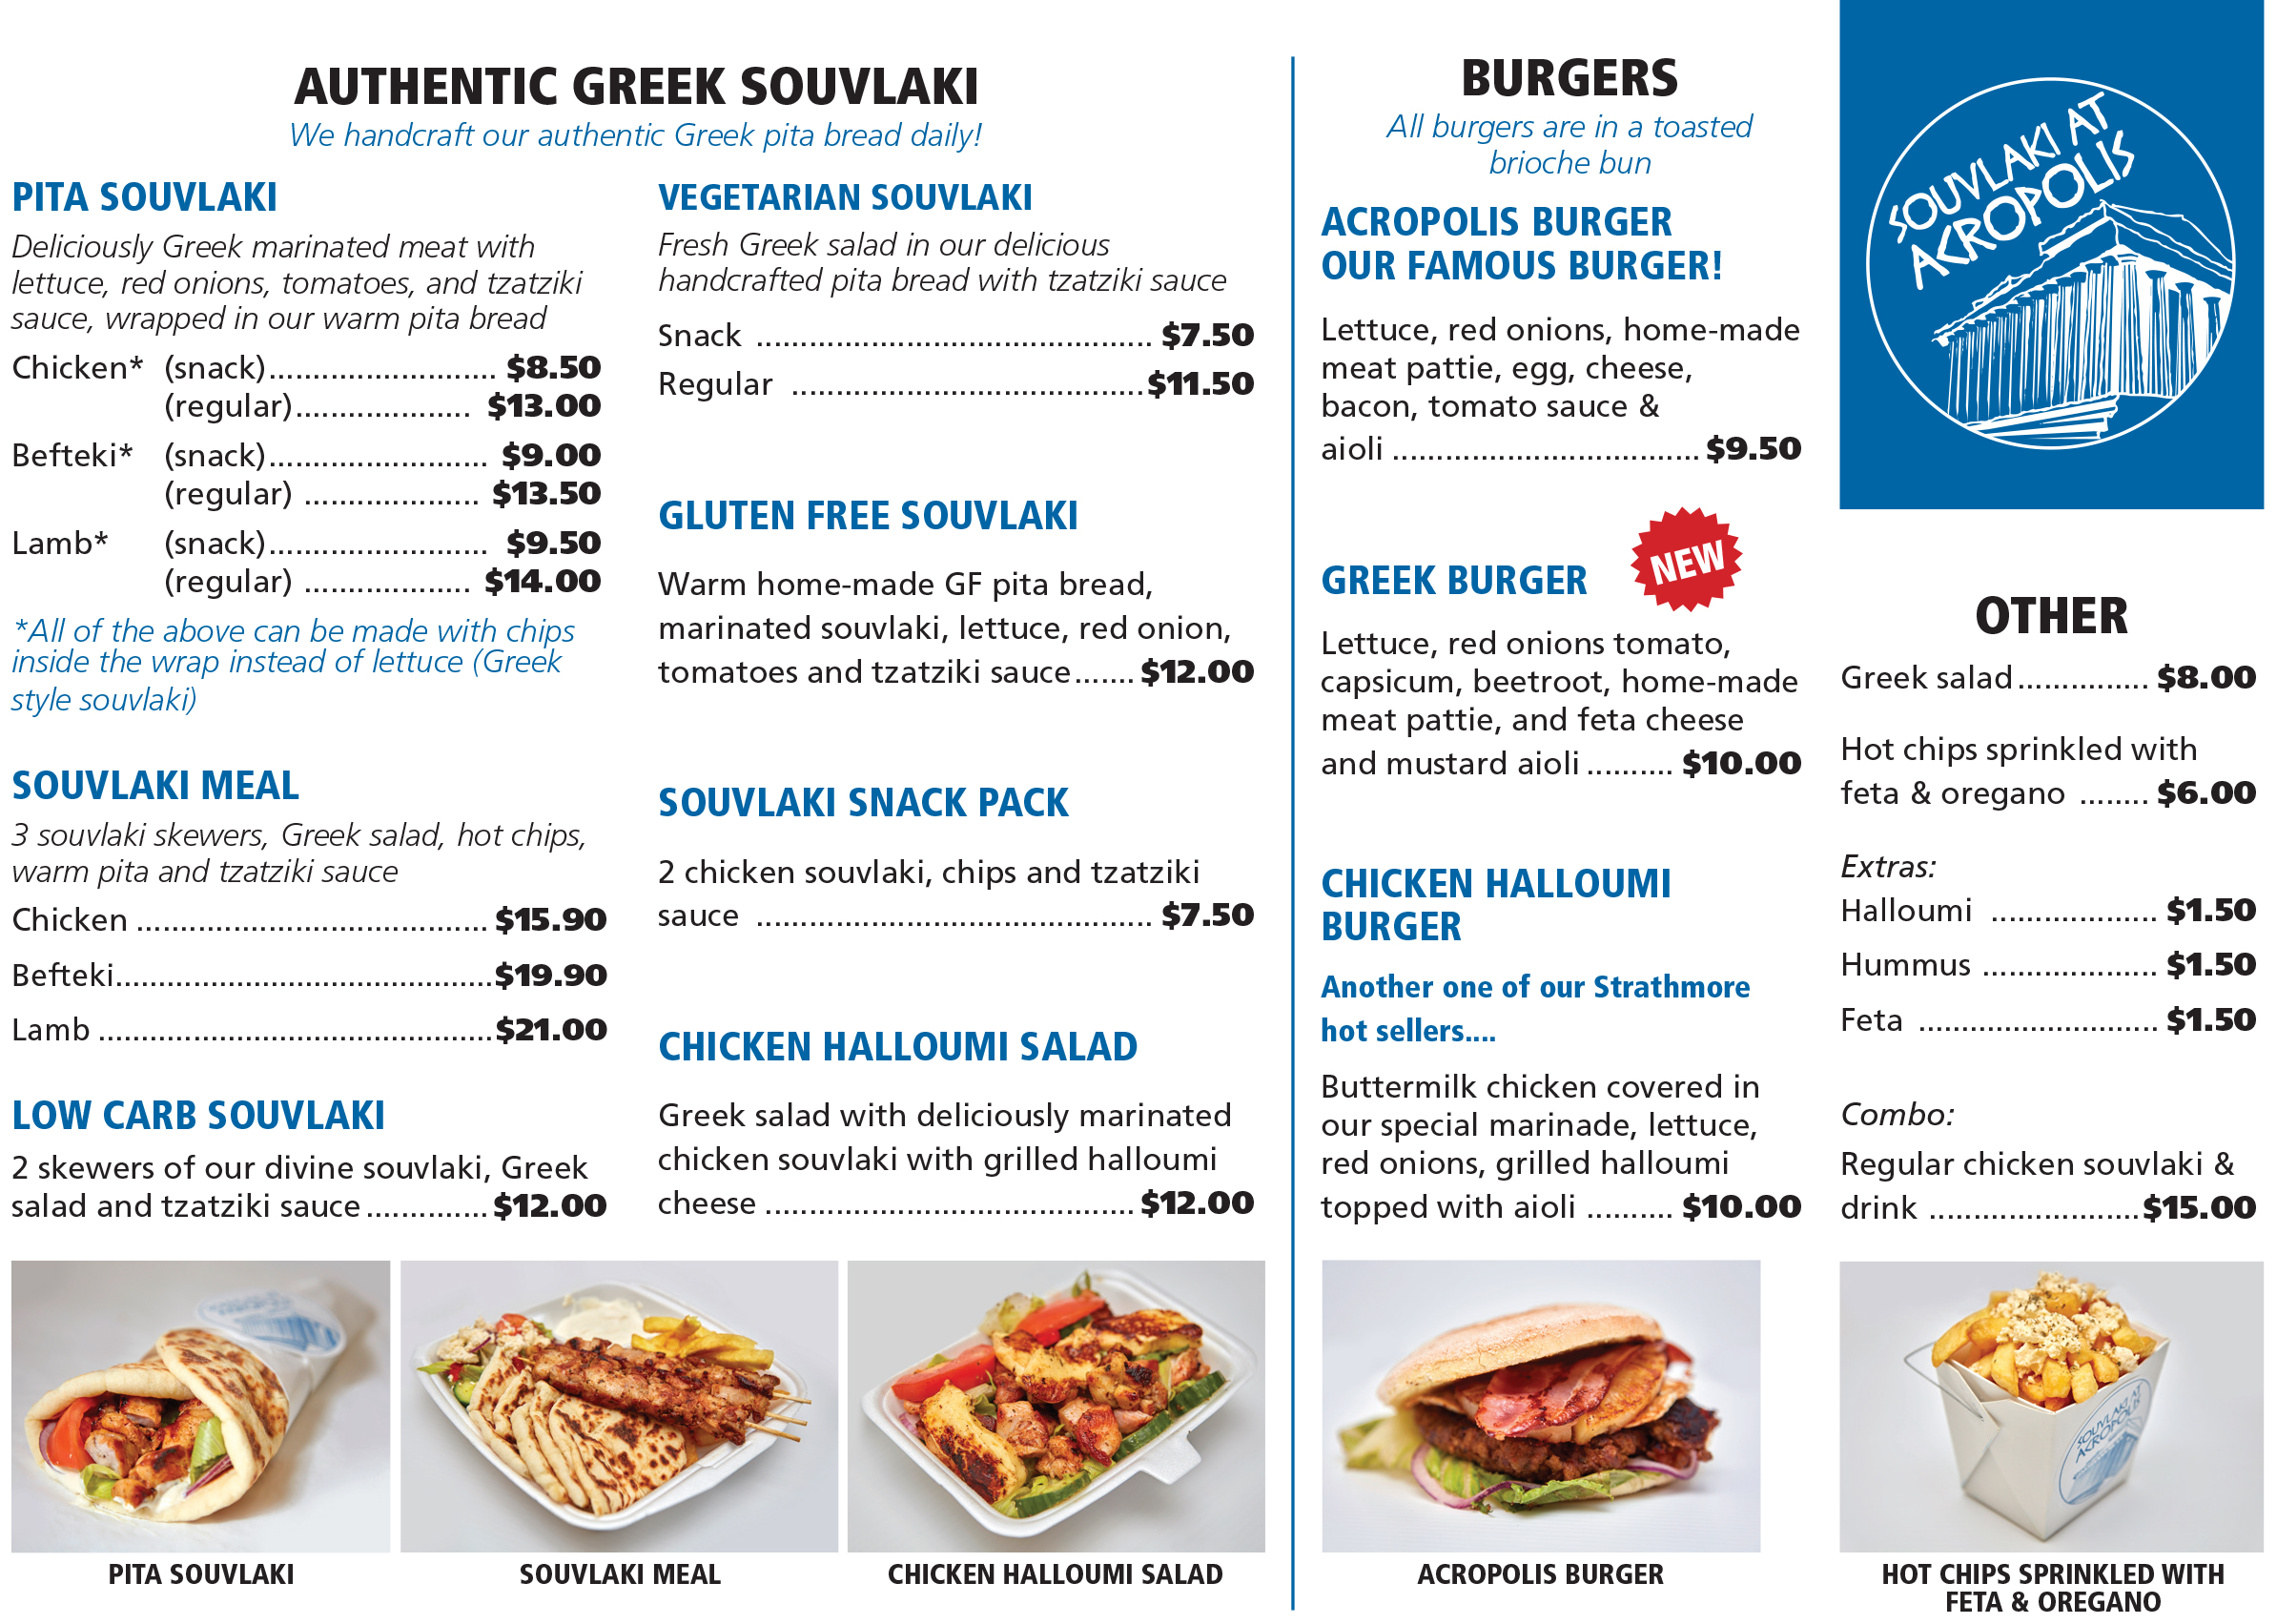 AUTHENTIC GREEK SOUVLAKI
We handcraft our authentic Greek pita bread daily!
PITA SOUVLAKI
Deliciously Greek marinated meat with
lettuce, red onions, tomatoes, and tzatziki
sauce, wrapped in our warm pita bread
Chicken* (snack).......................... $8.50
(regular).................... $13.00
Befteki* (snack)......................... $9.00
(regular) .................... $13.50
Lamb* (snack)......................... $9.50
(regular) ................... $14.00
*All of the above can be made with chips
inside the wrap instead of lettuce (Greek
style souvlaki)
SOUVLAKI MEAL
3 souvlaki skewers, Greek salad, hot chips,
warm pita and tzatziki sauce
Chicken ........................................ $15.90
Befteki...........................................$19.90
Lamb .............................................$21.00
LOW CARB SOUVLAKI
2 skewers of our divine souvlaki, Greek
salad and tzatziki sauce.............. $12.00
VEGETARIAN SOUVLAKI
Fresh Greek salad in our delicious
handcrafted pita bread with tzatziki sauce
Snack ............................................. $7.50
Regular ........................................$11.50
GLUTEN FREE SOUVLAKI
Warm home-made GF pita bread,
marinated souvlaki, lettuce, red onion,
tomatoes and tzatziki sauce....... $12.00
SOUVLAKI SNACK PACK
2 chicken souvlaki, chips and tzatziki
sauce ............................................. $7.50
CHICKEN HALLOUMI SALAD
Greek salad with deliciously marinated
chicken souvlaki with grilled halloumi
cheese .......................................... $12.00
BURGERS
All burgers are in a toasted
brioche bun
ACROPOLIS BURGER
OUR FAMOUS BURGER!
Lettuce, red onions, home-made
meat pattie, egg, cheese,
bacon, tomato sauce &
aioli ...................................$9.50
GREEK BURGER
NEW
Lettuce, red onions tomato,
capsicum, beetroot, home-made
meat pattie, and feta cheese
and mustard aioli .......... $10.00
CHICKEN HALLOUMI
BURGER
Another one of our Strathmore
hot sellers....
Buttermilk chicken covered in
our special marinade, lettuce,
red onions, grilled halloumi
topped with aioli .......... $10.00
SOUVLAKI AT
ACROPOLIS
OTHER
Greek salad............... $8.00
Hot chips sprinkled with
feta & oregano ........ $6.00
Extras:
Halloumi ................... $1.50
Hummus .................... $1.50
Feta ........................... $1.50
Combo:
Regular chicken souvlaki &
drink ........................$15.00
PITA SOUVLAKI
SOUVLAKI MEAL
CHICKEN HALLOUMI SALAD
ACROPOLIS BURGER
SOUVLAKI AT
ACROPOLIS
HOT CHIPS SPRINKLED WITH
FETA & OREGANO